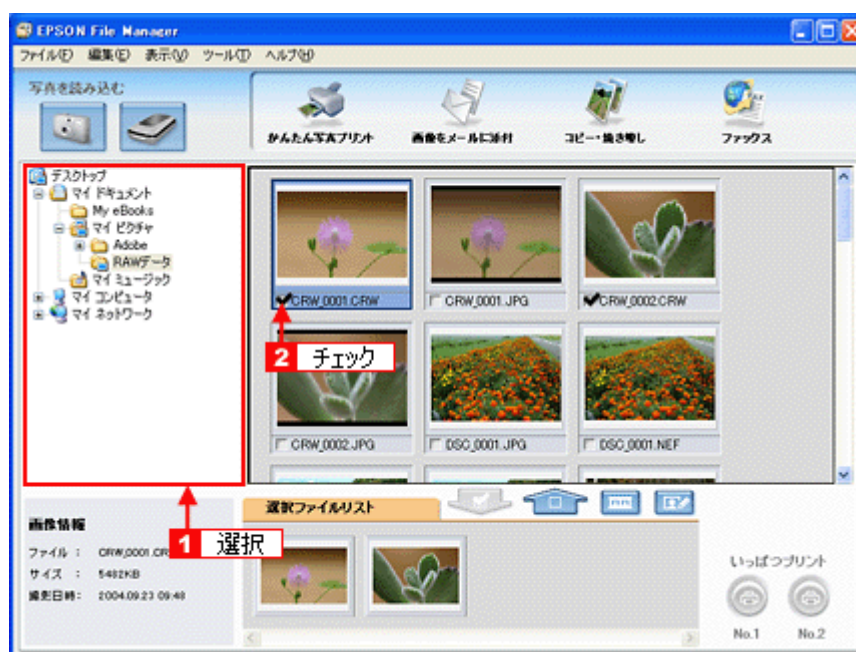 EPSON File Manager
ファイル(F) 編集(E) 表示(V) ツール(T) ヘルプ(H)
写真を読み込む
かんたん写真プリント 画像をメールに添付 コピー・焼き増し ファックス
デスクトップ
マイ ドキュメント
My eBooks
マイ ピクチャ
Adobe
RAWデータ
マイ ミュージック
マイ コンピュータ
マイ ネットワーク
CRW_0001.CRW CRW_0001.JPG CRW_0002.CRW
2 チェック
CRW_0002.JPG DSC_0001.JPG DSC_0001.NEF
1 選択
画像情報
ファイル : CRW_0001.CR
サイズ : 5482KB
撮影日時: 2004.09.23 09:48
選択ファイルリスト
いっぱつプリント
No.1 No.2